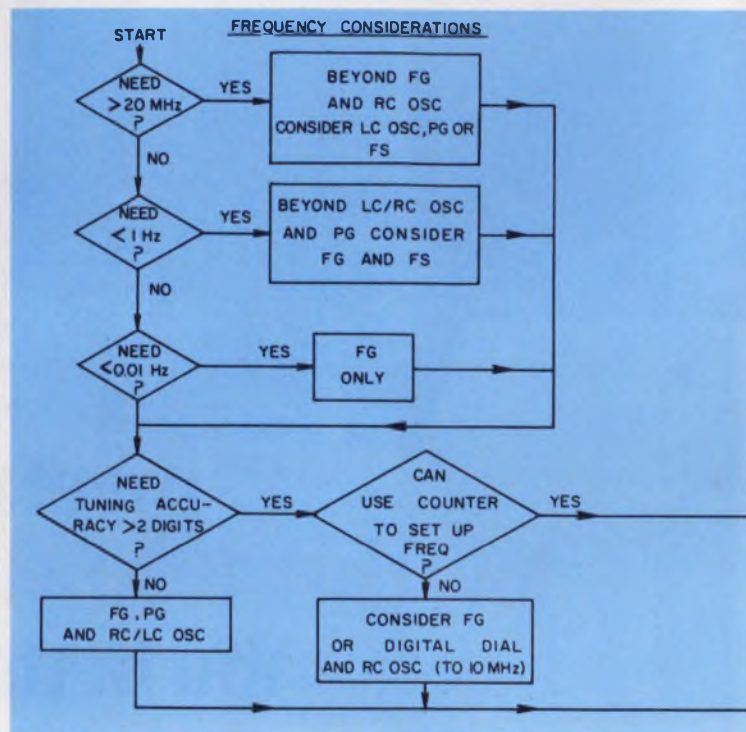 FREQUENCY CONSIDERATIONS
START
NEED
>20 MHz
?
YES
BEYOND FG
AND RC OSC
CONSIDER LC OSC, PG OR
FS
NO
NEED
<1 Hz
?
YES
BEYOND LC/RC OSC
AND PG CONSIDER
FG AND FS
NO
NEED
<0.01 Hz
?
YES
FG
ONLY
NEED
TUNING ACCU-
RACY >2 DIGITS
?
YES
CAN
USE COUNTER
TO SET UP
FREQ
?
YES
NO
FG, PG
AND RC/LC OSC
NO
CONSIDER FG
OR DIGITAL DIAL
AND RC OSC (TO 10 MHz)